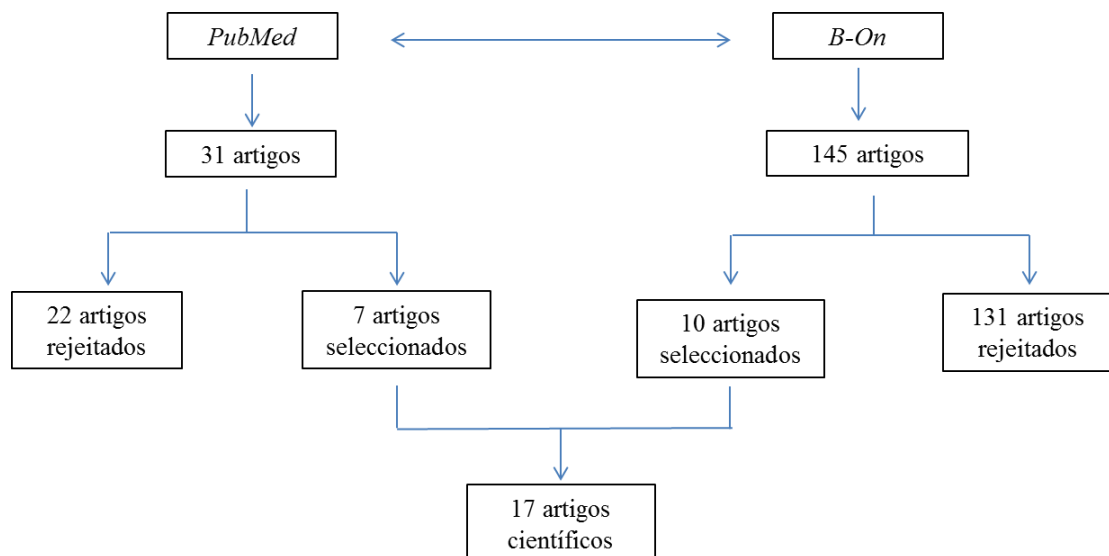 PubMed
B-On
31 artigos
145 artigos
22 artigos
rejeitados
7 artigos
seleccionados
10 artigos
seleccionados
131 artigos
rejeitados
17 artigos
científicos